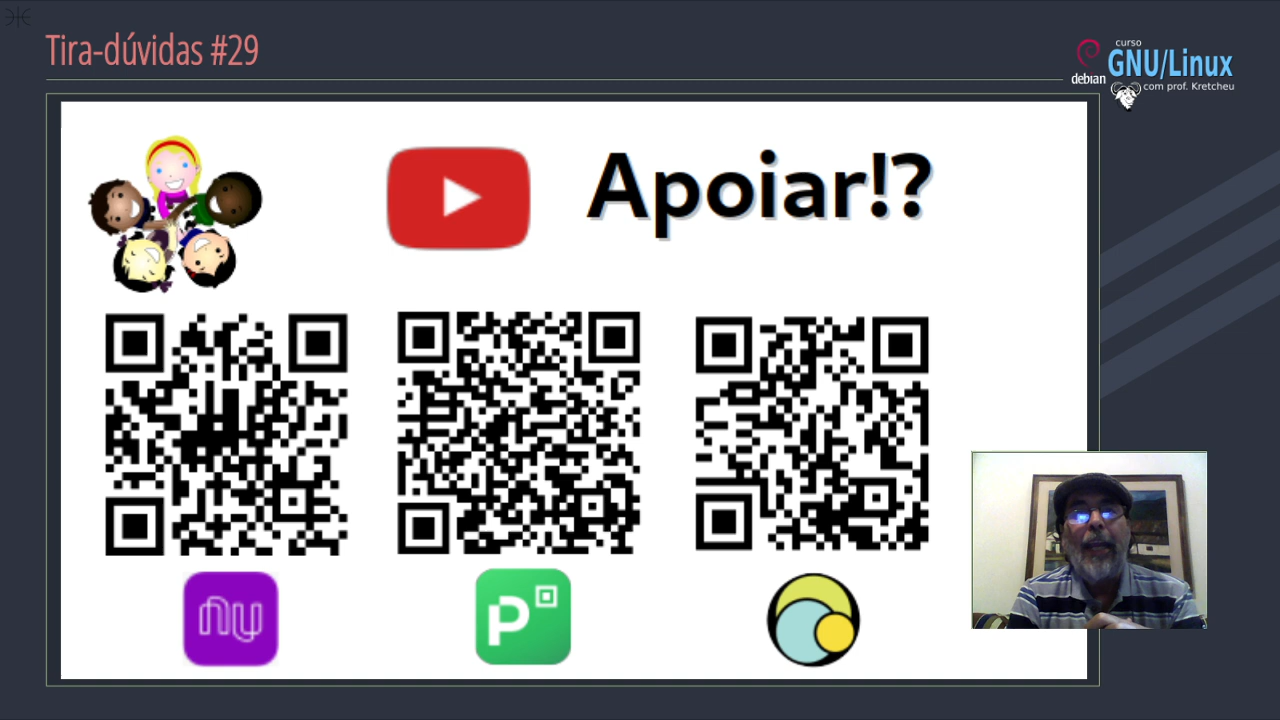 Tira-dúvidas #29
curso
GNU/Linux
debian
com prof. Kretcheu
Apoiar!?
nu
P